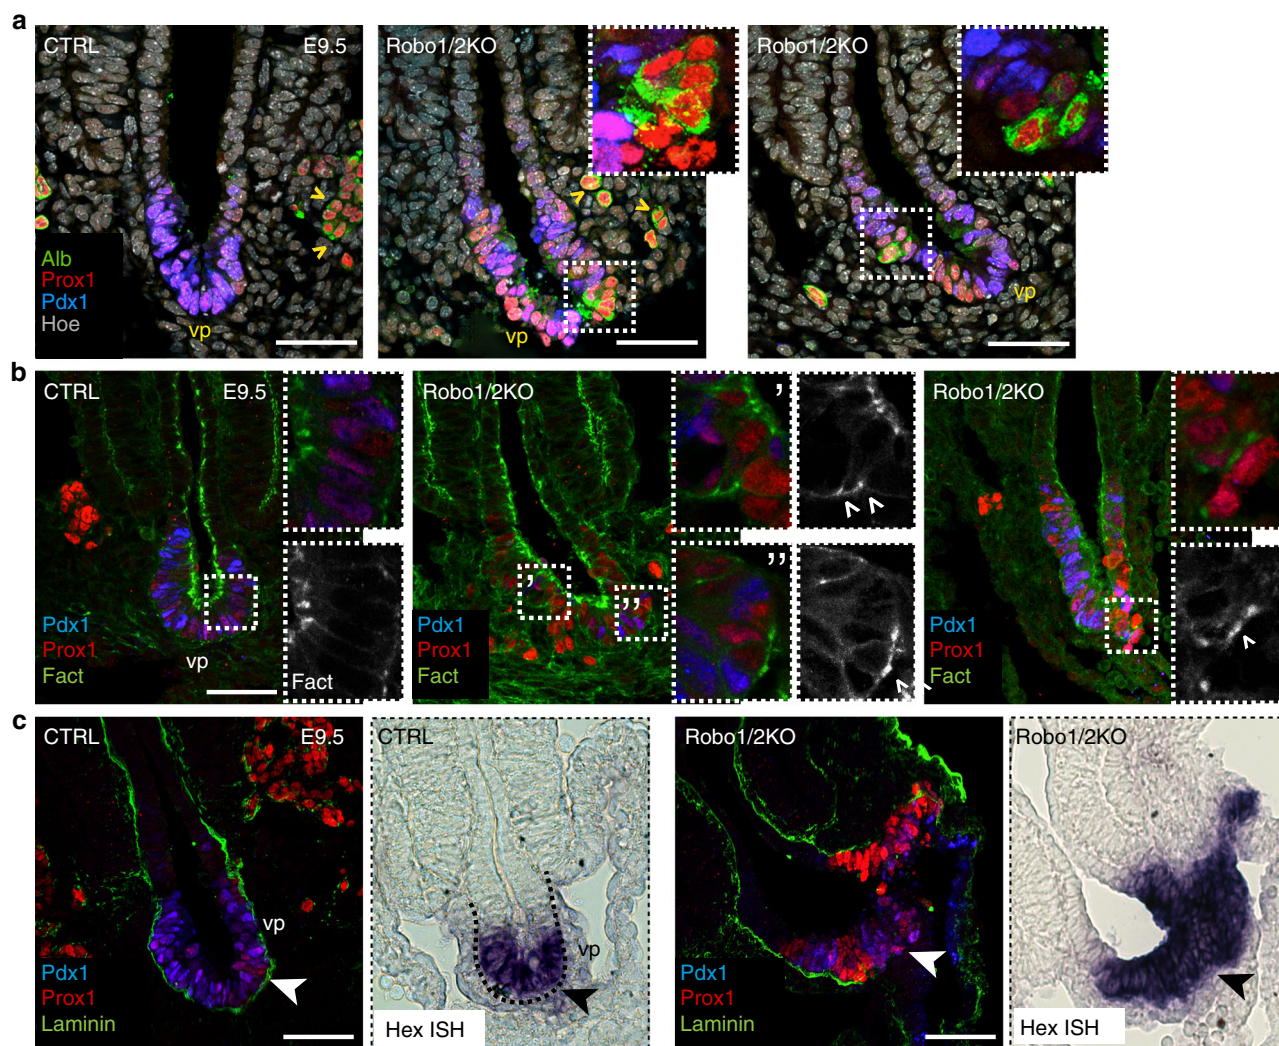 a
CTRL
E9.5
Alb
Prox1
Pdx1
Hoe
vp
Robo1/2KO
vp
Robo1/2KO
vp
b
CTRL
E9.5
Pdx1
Prox1
Fact
vp
Fact
Robo1/2KO
’
’’
Pdx1
Prox1
Fact
’
’’
Robo1/2KO
Pdx1
Prox1
Fact
c
CTRL
E9.5
vp
Pdx1
Prox1
Laminin
CTRL
vp
Hex ISH
Robo1/2KO
Pdx1
Prox1
Laminin
Robo1/2KO
Hex ISH